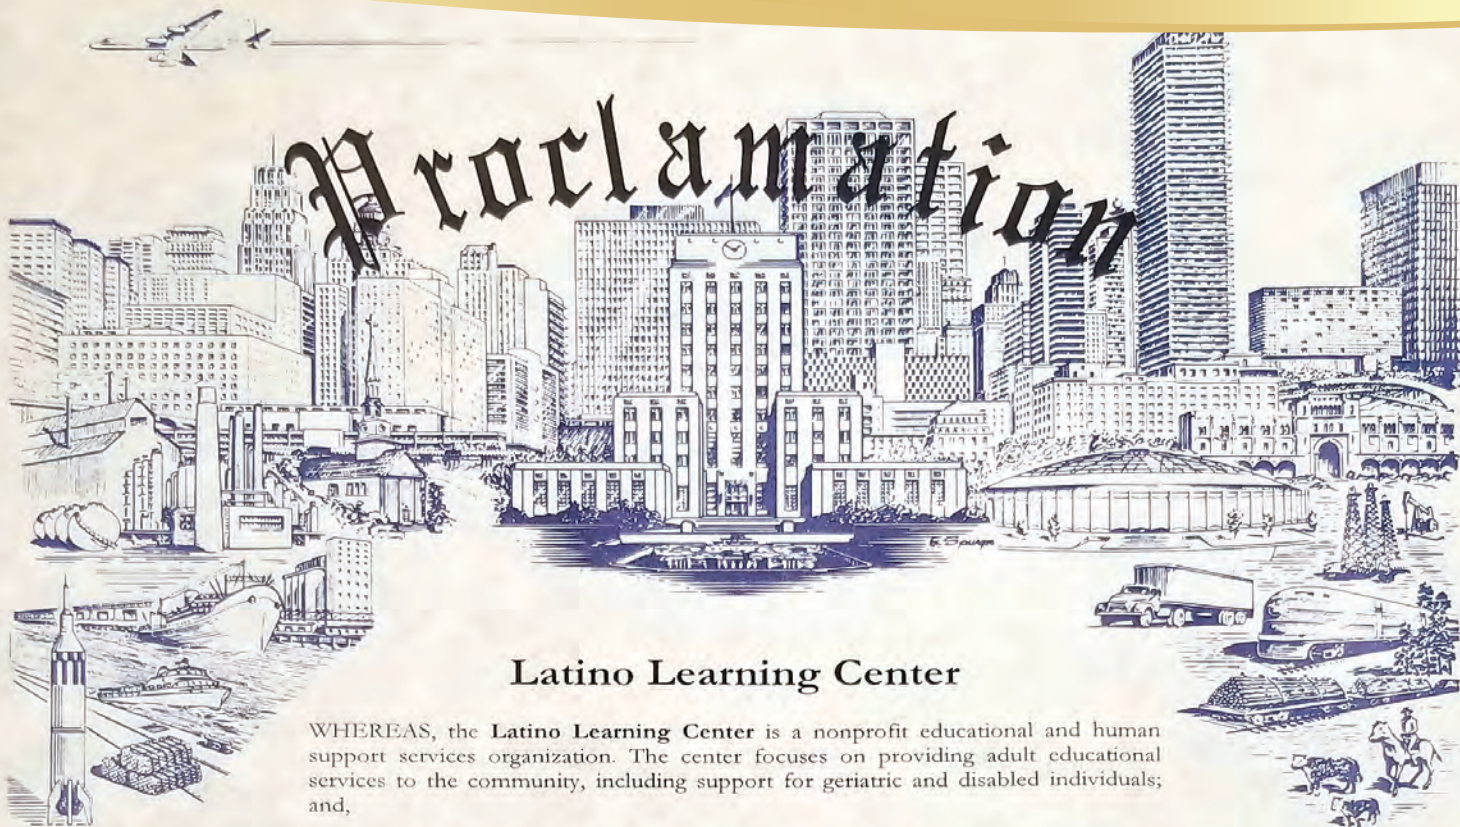 Proclamation
Latino Learning Center
WHEREAS, the Latino Learning Center is a nonprofit educational and human
support services organization. The center focuses on providing adult educational
services to the community, including support for geriatric and disabled individuals;
and,